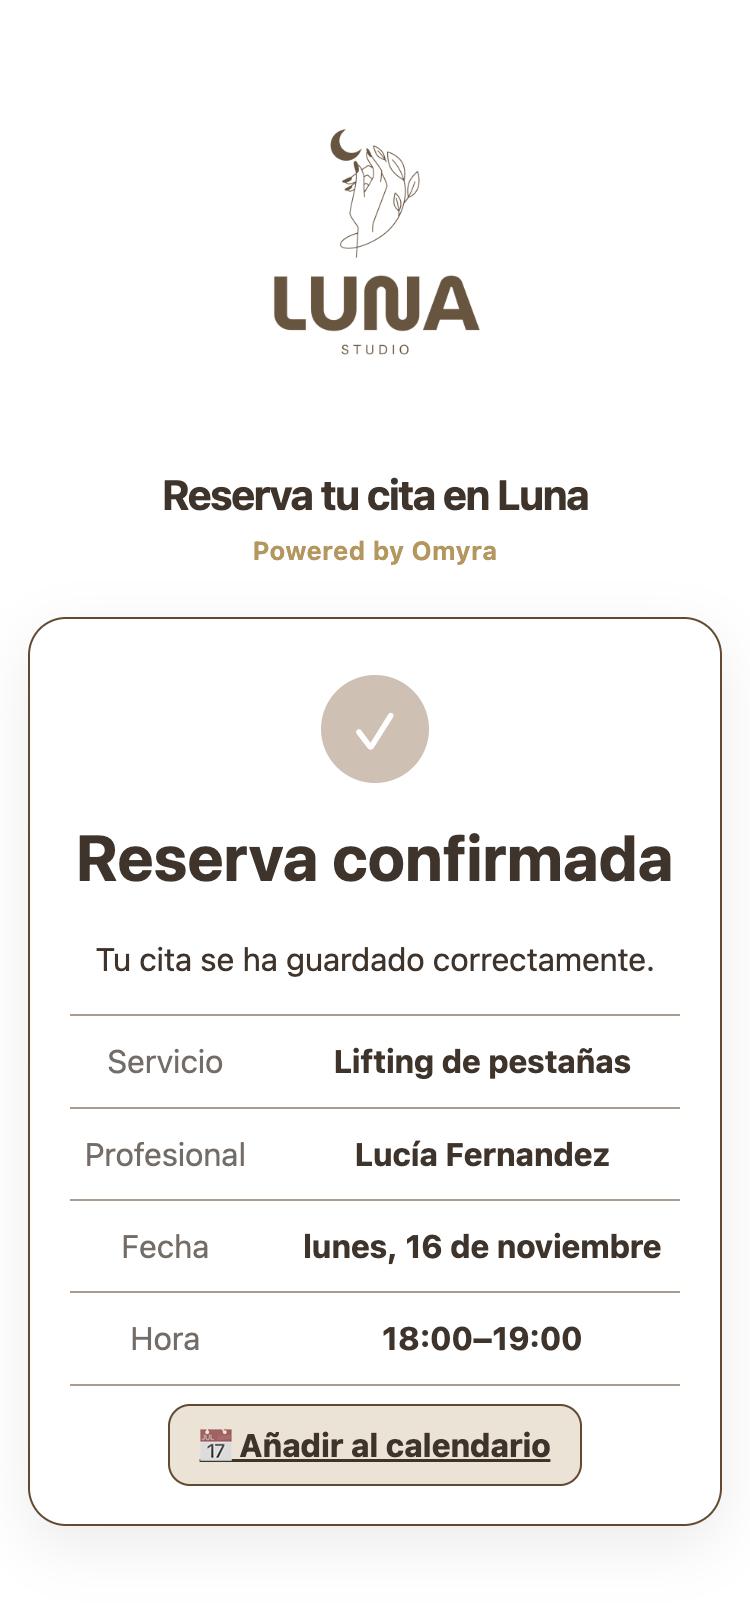 LUNA
STUDIO
Reserva tu cita en Luna
Powered by Omyra
Reserva confirmada
Tu cita se ha guardado correctamente.
Servicio Lifting de pestañas
Profesional Lucía Fernandez
Fecha lunes, 16 de noviembre
Hora 18:00–19:00
📅 Añadir al calendario